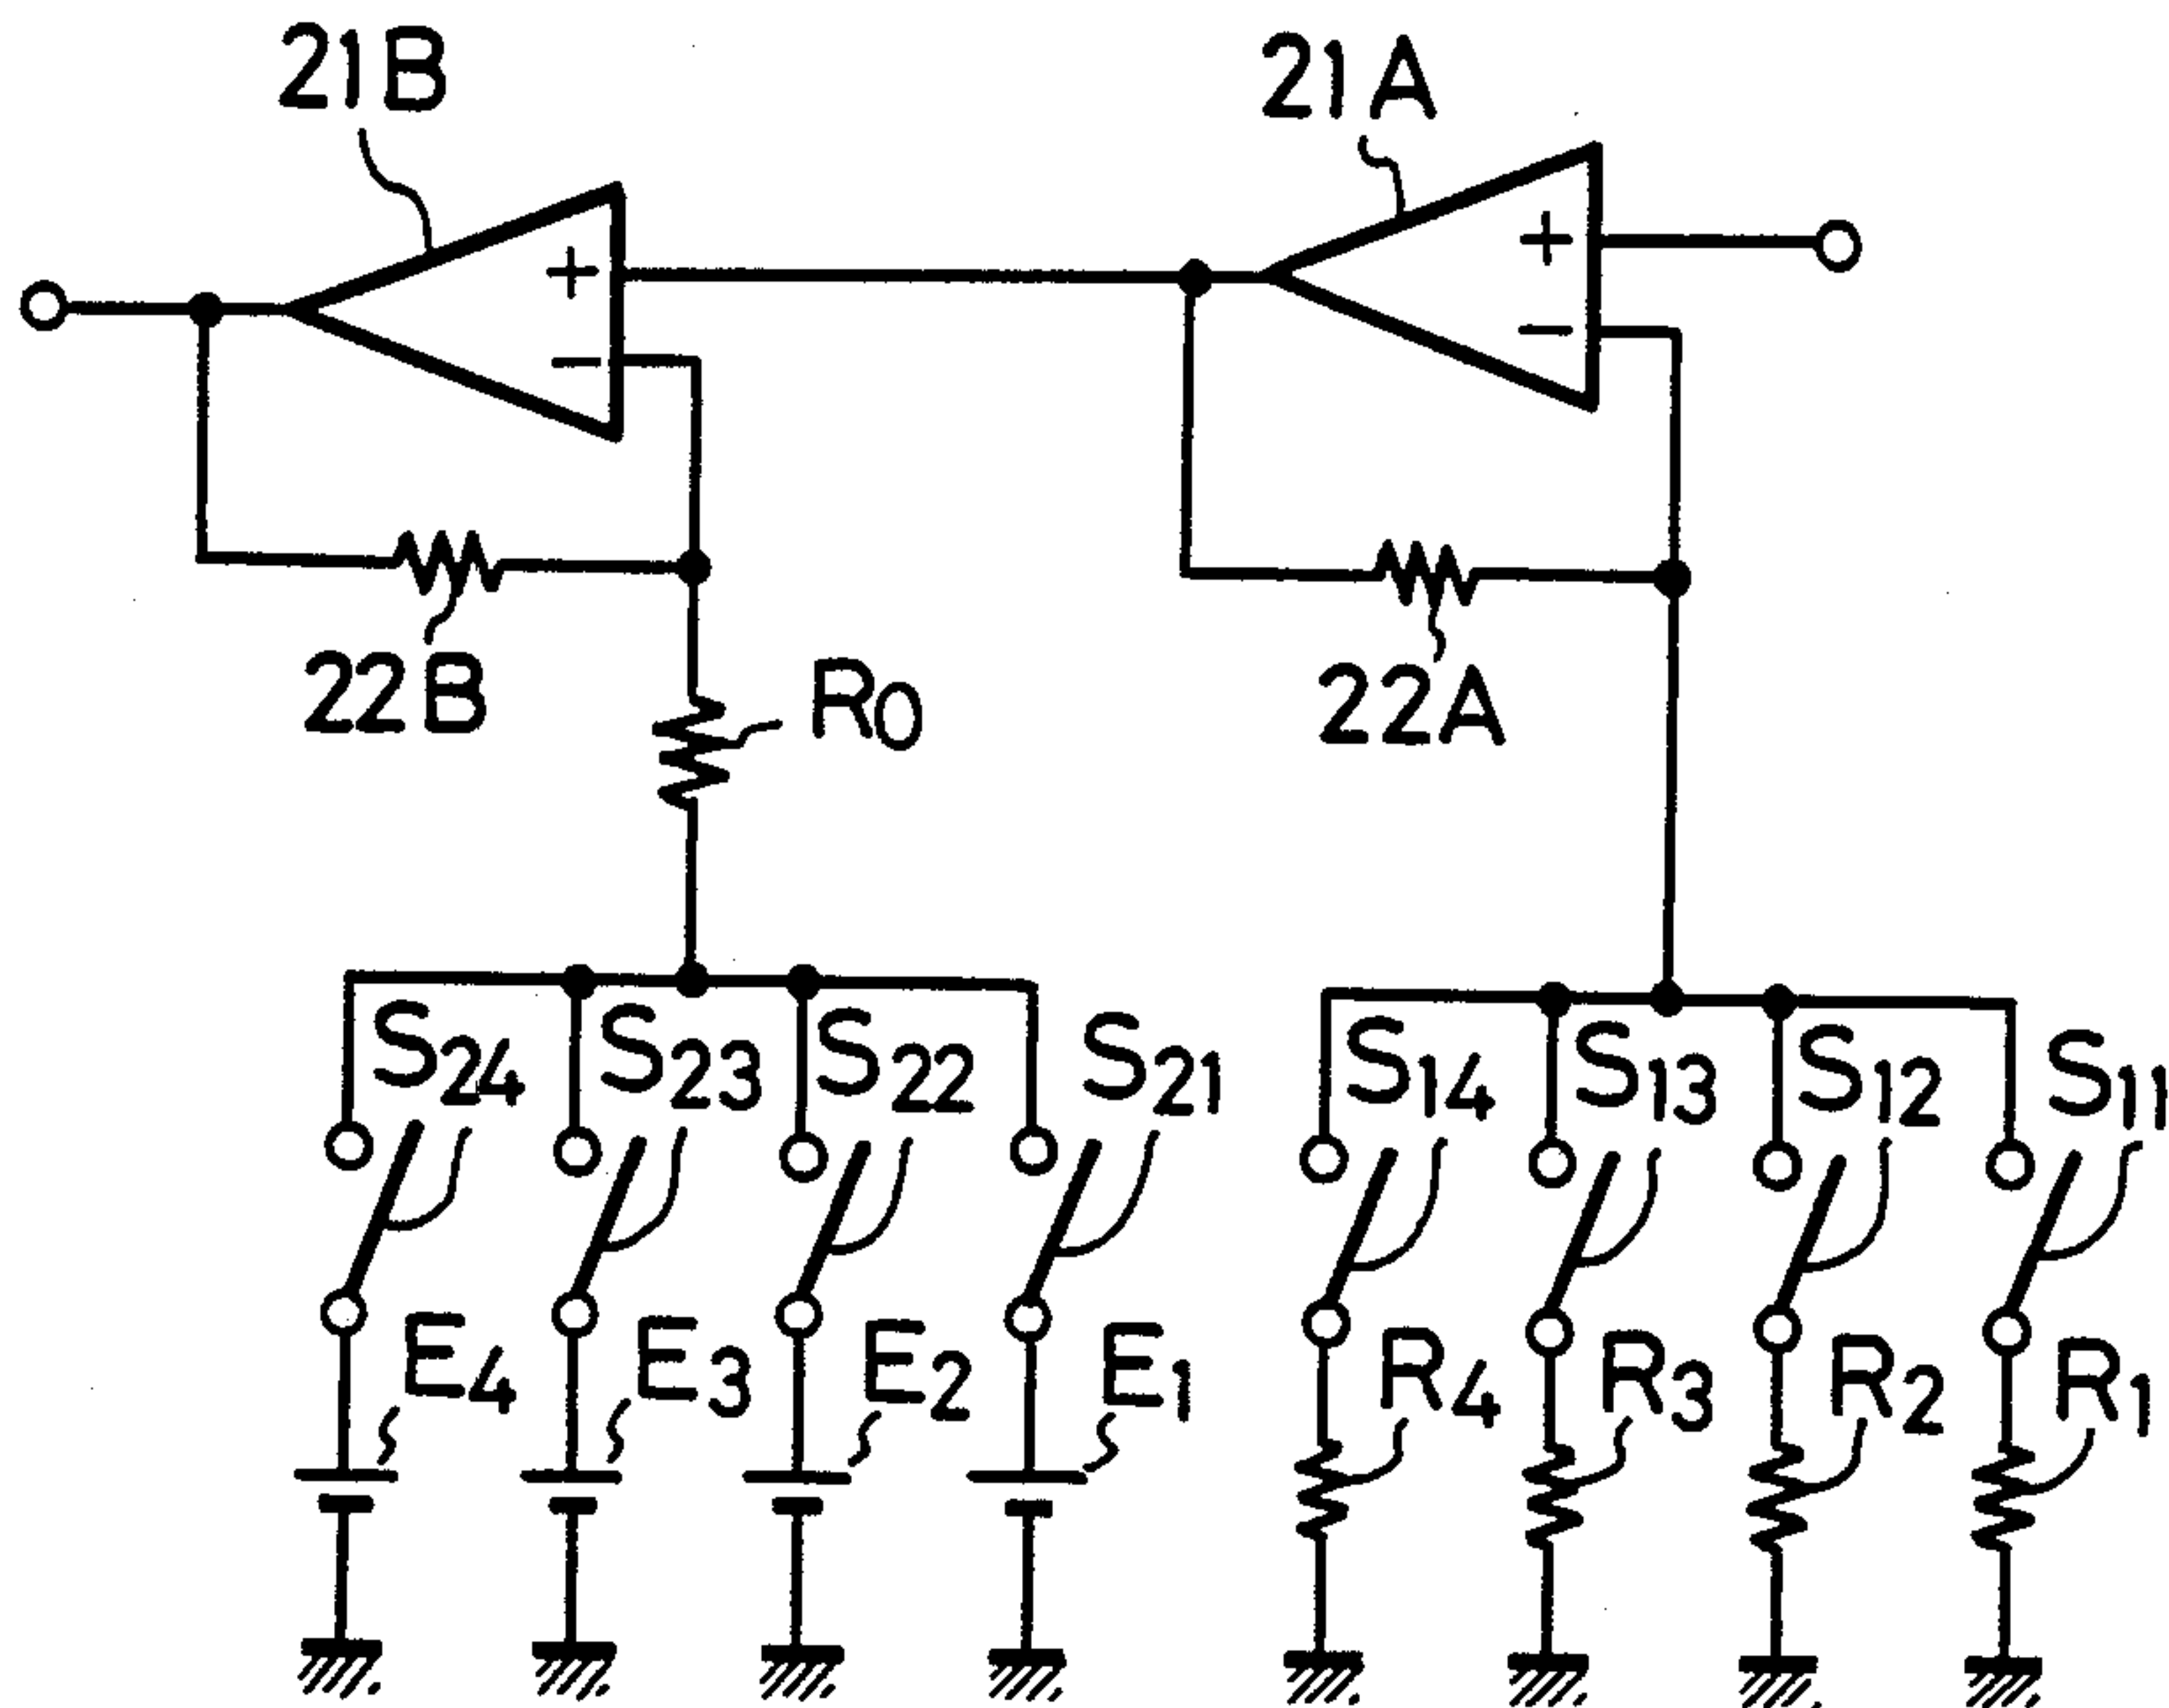 21B 21A
+ +
− −
22B R0 22A
S24 S23 S22 S21 S14 S13 S12 S11
E4 E3 E2 E1 R4 R3 R2 R1